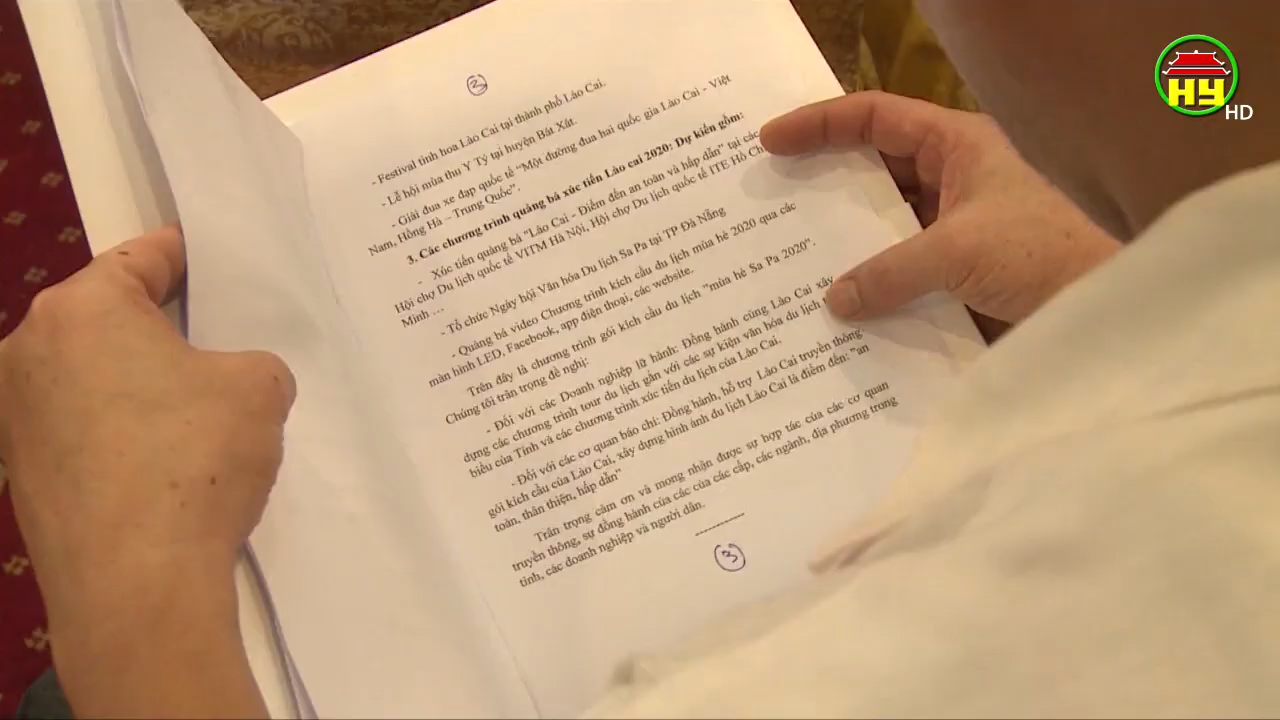 3
- Festival tinh hoa Lào Cai tại thành phố Lào Cai.
- Lễ hội mùa thu Y Tý tại huyện Bát Xát.
- Giải đua xe đạp quốc tế “Một đường đua hai quốc gia Lào Cai - Việt
Nam, Hồng Hà – Trung Quốc”.
3. Các chương trình quảng bá xúc tiến Lào cai 2020: Dự kiến gồm:
- Xúc tiến quảng bá "Lào Cai - Điểm đến an toàn và hấp dẫn" tại các
Hội chợ Du lịch quốc tế VITM Hà Nội, Hội chợ Du lịch quốc tế ITE Hồ Ch
Minh ...
- Tổ chức Ngày hội Văn hóa Du lịch Sa Pa tại TP Đà Nẵng
- Quảng bá video Chương trình kích cầu du lịch mùa hè 2020 qua các
màn hình LED, Facebook, app điện thoại, các website.
Trên đây là chương trình gói kích cầu du lịch "mùa hè Sa Pa 2020".
Chúng tôi trân trọng đề nghị:
- Đối với các Doanh nghiệp lữ hành: Đồng hành cùng Lào Cai xây
dựng các chương trình tour du lịch gắn với các sự kiện văn hóa du lịch
biểu của Tỉnh và các chương trình xúc tiến du lịch của Lào Cai.
- Đối với các cơ quan báo chí: Đồng hành, hỗ trợ Lào Cai truyền thông
gói kích cầu của Lào Cai, xây dựng hình ảnh du lịch Lào Cai là điểm đến: "an
toàn, thân thiện, hấp dẫn"
Trân trọng cảm ơn và mong nhận được sự hợp tác của các cơ quan
truyền thông, sự đồng hành của các của các cấp, các ngành, địa phương trong
tỉnh, các doanh nghiệp và người dân.
3
HY
HD